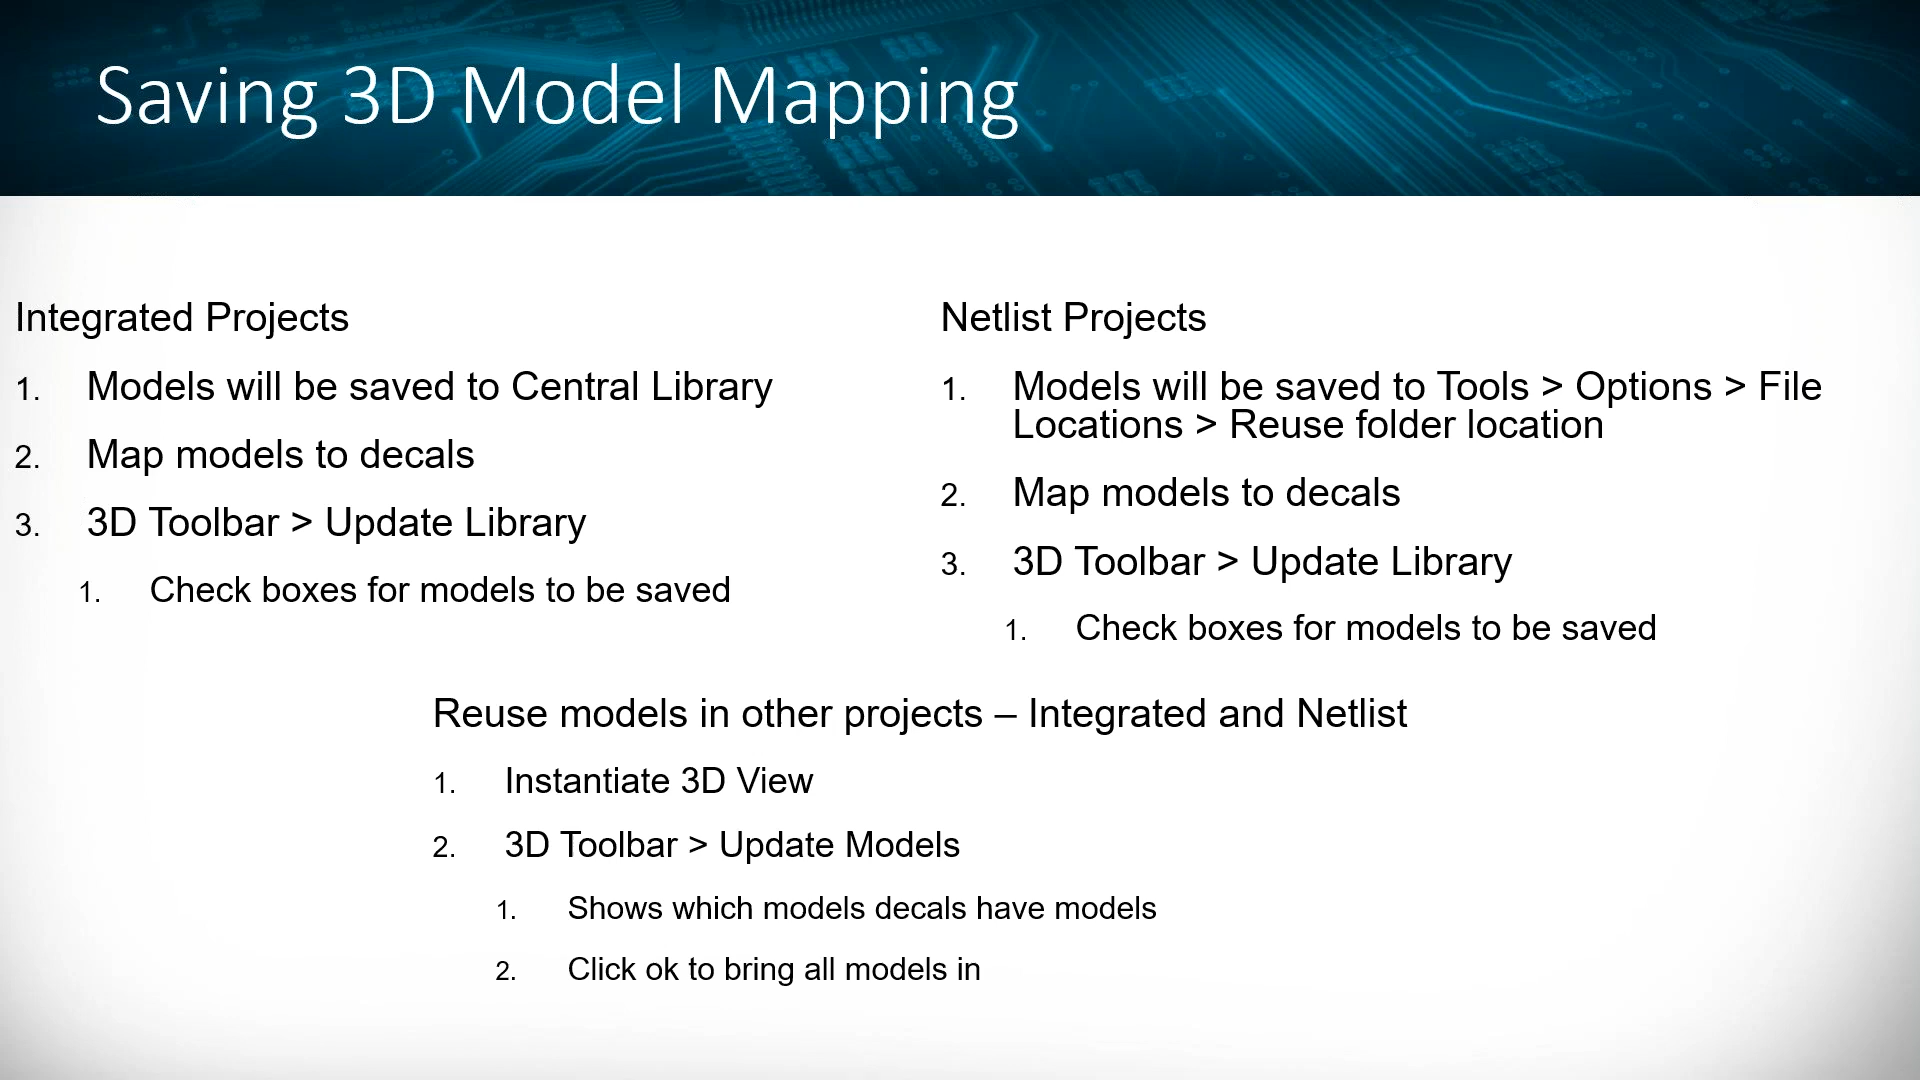 Saving 3D Model Mapping
Integrated Projects
1. Models will be saved to Central Library
2. Map models to decals
3. 3D Toolbar > Update Library
1. Check boxes for models to be saved
Netlist Projects
1. Models will be saved to Tools > Options > File
Locations > Reuse folder location
2. Map models to decals
3. 3D Toolbar > Update Library
1. Check boxes for models to be saved
Reuse models in other projects – Integrated and Netlist
1. Instantiate 3D View
2. 3D Toolbar > Update Models
1. Shows which models decals have models
2. Click ok to bring all models in